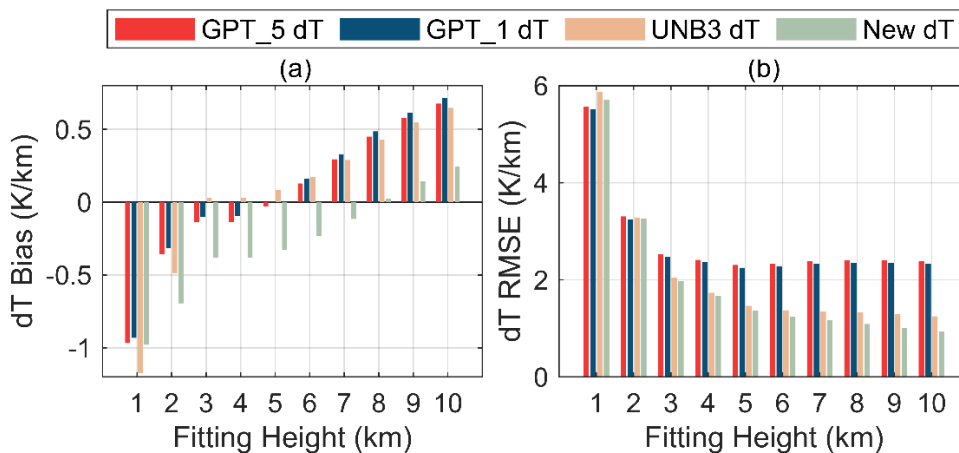 GPT_5 dT GPT_1 dT UNB3 dT New dT
(a)
dT Bias (K/km)
0.5
0
-0.5
-1
1 2 3 4 5 6 7 8 9 10
Fitting Height (km)
(b)
dT RMSE (K/km)
6
4
2
0
1 2 3 4 5 6 7 8 9 10
Fitting Height (km)